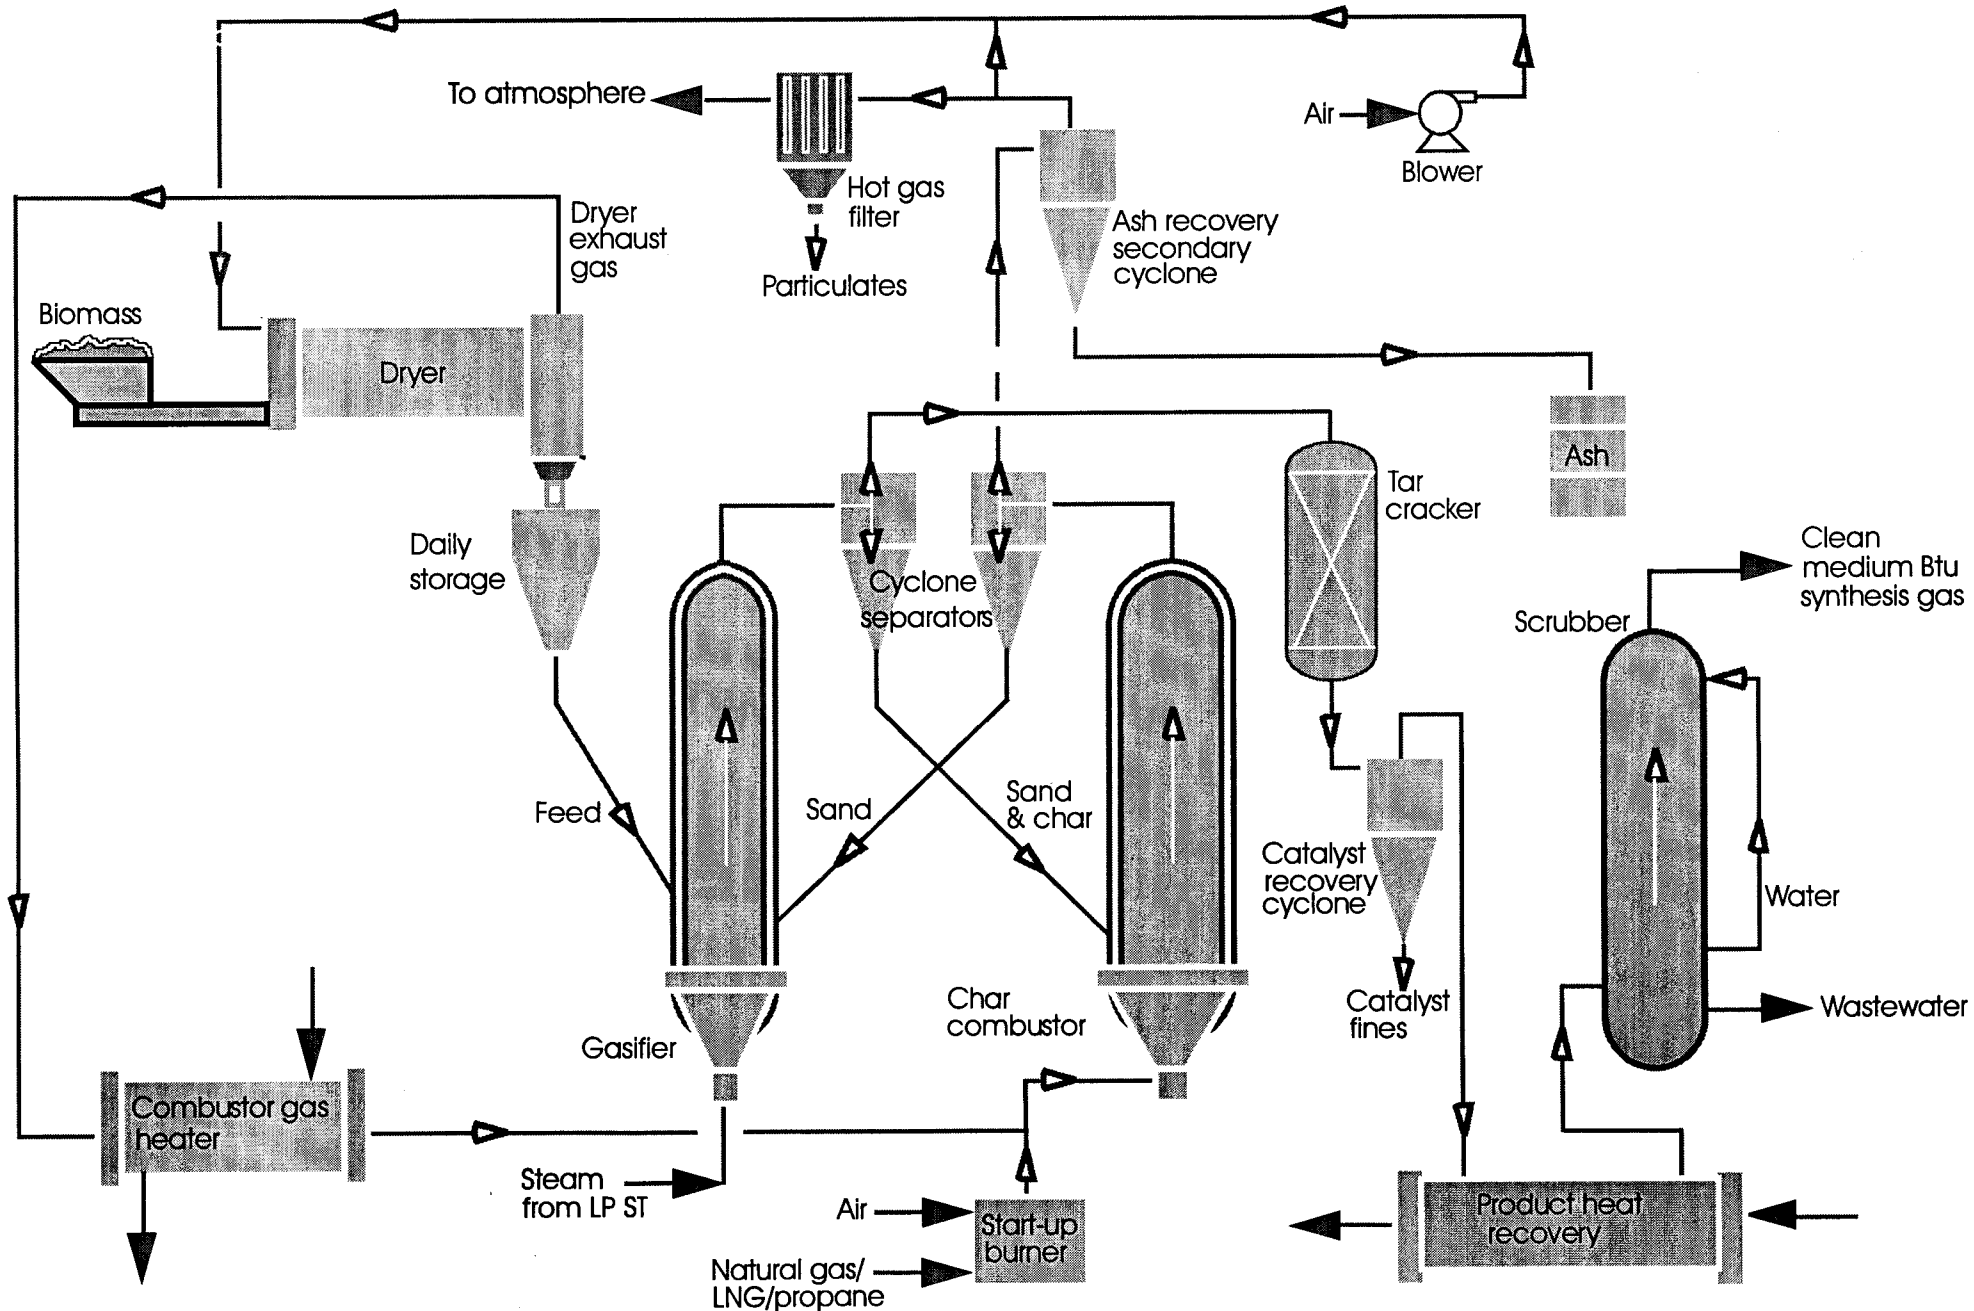 To atmosphere
Air
Blower
Hot gas
filter
Dryer
exhaust
gas
Ash recovery
secondary
cyclone
Particulates
Biomass
Dryer
Ash
Tar
cracker
Daily
storage
Clean
medium Btu
synthesis gas
Cyclone
separators
Scrubber
Feed
Sand
Sand
& char
Catalyst
recovery
cyclone
Water
Catalyst
fines
Wastewater
Char
combustor
Gasifier
Combustor gas
heater
Steam
from LP ST
Air
Start-up
burner
Natural gas/
LNG/propane
Product heat
recovery